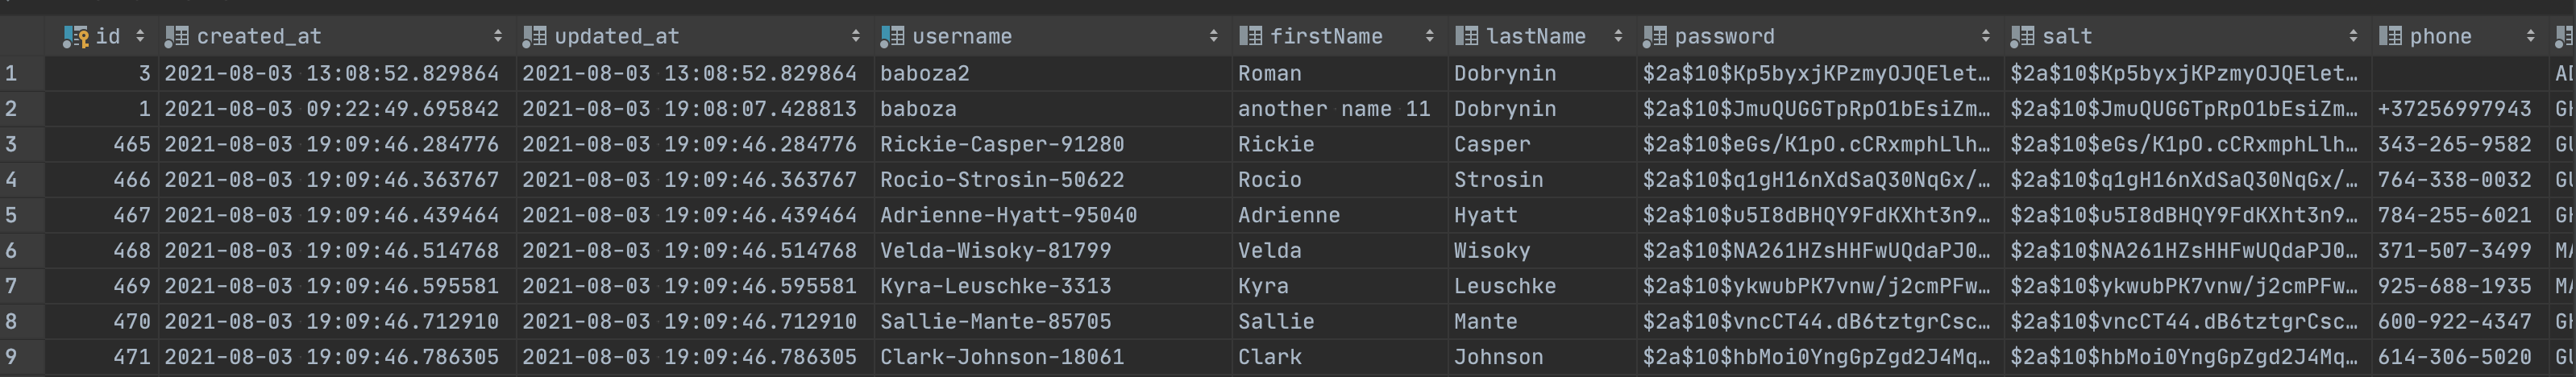 id created_at updated_at username firstName lastName password salt phone
1 3 2021-08-03 13:08:52.829864 2021-08-03 13:08:52.829864 baboza2 Roman Dobrynin $2a$10$Kp5byxjKPzmyOJQElet… $2a$10$Kp5byxjKPzmyOJQElet… AD
2 1 2021-08-03 09:22:49.695842 2021-08-03 19:08:07.428813 baboza another name 11 Dobrynin $2a$10$JmuQUGGTpRpO1bEsiZm… $2a$10$JmuQUGGTpRpO1bEsiZm… +37256997943
3 465 2021-08-03 19:09:46.284776 2021-08-03 19:09:46.284776 Rickie-Casper-91280 Rickie Casper $2a$10$eGs/K1pO.cCRxmphLlh… $2a$10$eGs/K1pO.cCRxmphLlh… 343-265-9582
4 466 2021-08-03 19:09:46.363767 2021-08-03 19:09:46.363767 Rocio-Strosin-50622 Rocio Strosin $2a$10$q1gH16nXdSaQ30NqGx/… $2a$10$q1gH16nXdSaQ30NqGx/… 764-338-0032
5 467 2021-08-03 19:09:46.439464 2021-08-03 19:09:46.439464 Adrienne-Hyatt-95040 Adrienne Hyatt $2a$10$u5I8dBHQY9FdKXht3n9… $2a$10$u5I8dBHQY9FdKXht3n9… 784-255-6021
6 468 2021-08-03 19:09:46.514768 2021-08-03 19:09:46.514768 Velda-Wisoky-81799 Velda Wisoky $2a$10$NA261HZsHHFwUQdaPJ0… $2a$10$NA261HZsHHFwUQdaPJ0… 371-507-3499 MA
7 469 2021-08-03 19:09:46.595581 2021-08-03 19:09:46.595581 Kyra-Leuschke-3313 Kyra Leuschke $2a$10$ykwubPK7vnw/j2cmPFw… $2a$10$ykwubPK7vnw/j2cmPFw… 925-688-1935 MA
8 470 2021-08-03 19:09:46.712910 2021-08-03 19:09:46.712910 Sallie-Mante-85705 Sallie Mante $2a$10$vncCT44.dB6tztgrCsc… $2a$10$vncCT44.dB6tztgrCsc… 600-922-4347
9 471 2021-08-03 19:09:46.786305 2021-08-03 19:09:46.786305 Clark-Johnson-18061 Clark Johnson $2a$10$hbMoi0YngGpZgd2J4Mq… $2a$10$hbMoi0YngGpZgd2J4Mq… 614-306-5020